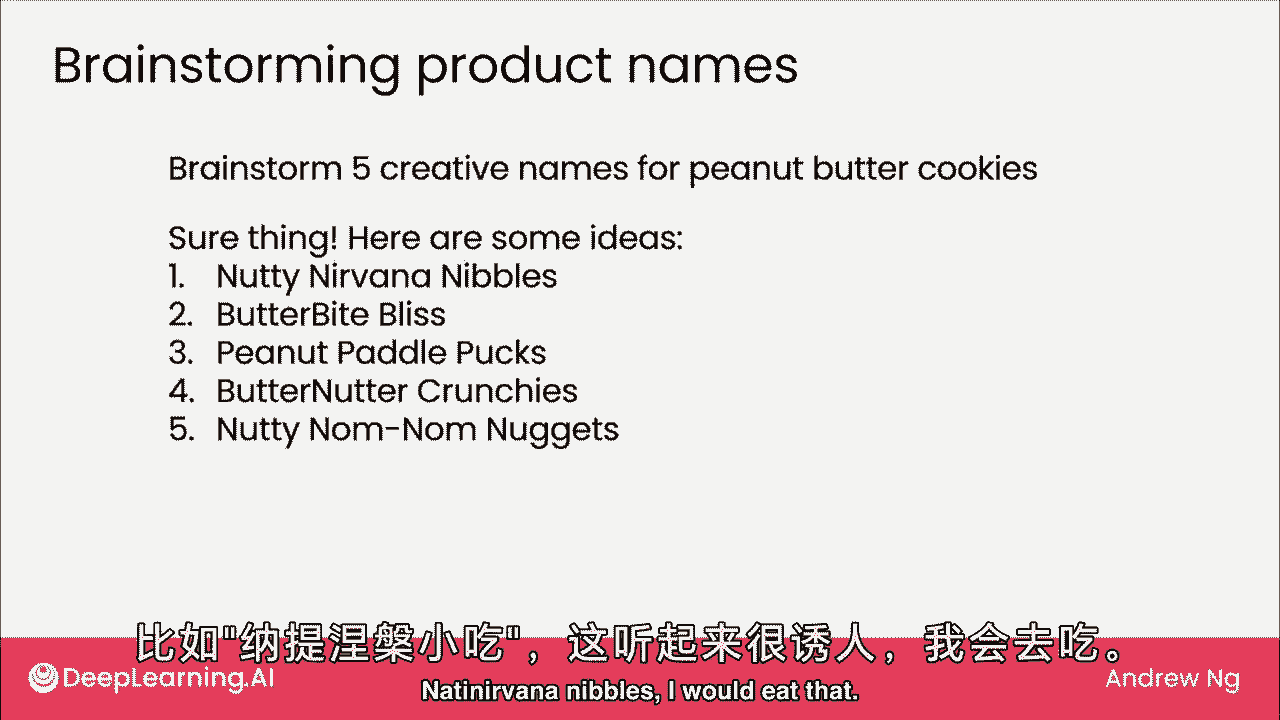 Brainstorming product names
Brainstorm 5 creative names for peanut butter cookies
Sure thing! Here are some ideas:
1. Nutty Nirvana Nibbles
2. ButterBite Bliss
3. Peanut Paddle Pucks
4. ButterNutter Crunchies
5. Nutty Nom-Nom Nuggets
比如"纳提涅槃小吃"，这听起来很诱人，我会去吃。
DeepLearning.AI
Natinirvana nibbles, I would eat that.
Andrew Ng